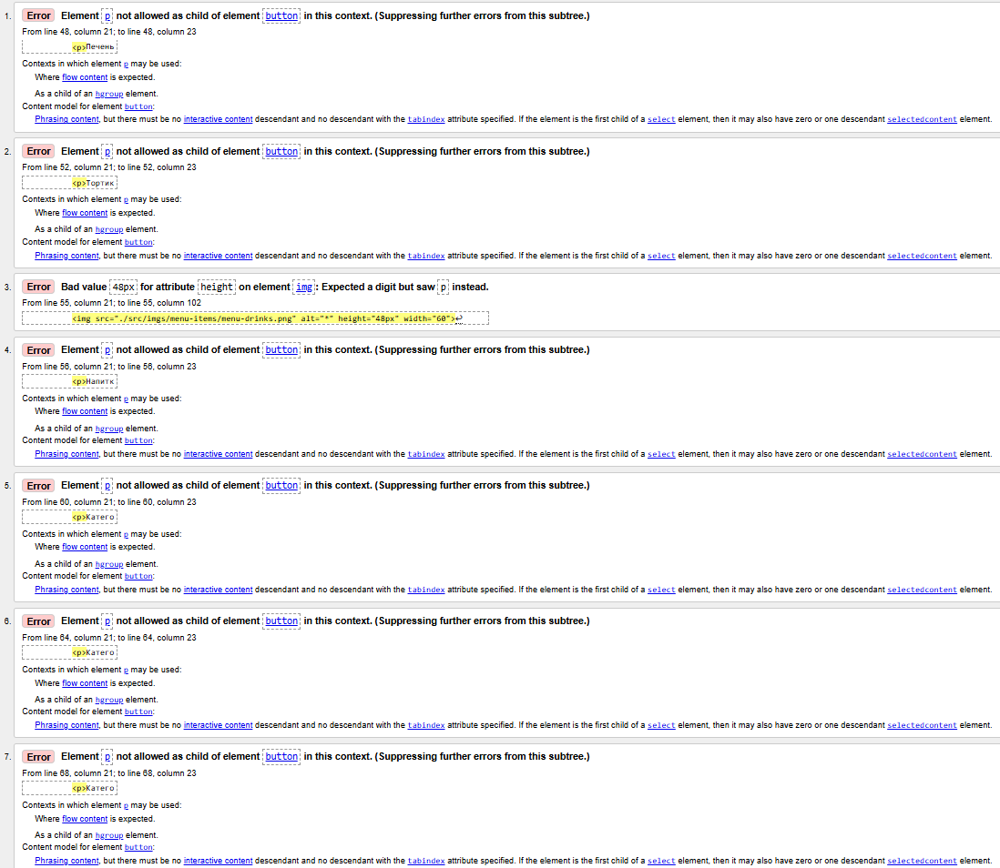 1. Error Element p not allowed as child of element button in this context. (Suppressing further errors from this subtree.)
From line 48, column 21; to line 48, column 23
<p>Печень
Contexts in which element p may be used:
Where flow content is expected.
As a child of an hgroup element.
Content model for element button:
Phrasing content, but there must be no interactive content descendant and no descendant with the tabindex attribute specified. If the element is the first child of a select element, then it may also have zero or one descendant selectedcontent element.
2. Error Element p not allowed as child of element button in this context. (Suppressing further errors from this subtree.)
From line 52, column 21; to line 52, column 23
<p>Тортик
Contexts in which element p may be used:
Where flow content is expected.
As a child of an hgroup element.
Content model for element button:
Phrasing content, but there must be no interactive content descendant and no descendant with the tabindex attribute specified. If the element is the first child of a select element, then it may also have zero or one descendant selectedcontent element.
3. Error Bad value 48px for attribute height on element img: Expected a digit but saw p instead.
From line 55, column 21; to line 55, column 102
<img src="./src/imgs/menu-items/menu-drinks.png" alt="*" height="48px" width="60">↩
4. Error Element p not allowed as child of element button in this context. (Suppressing further errors from this subtree.)
From line 56, column 21; to line 56, column 23
<p>Напитк
Contexts in which element p may be used:
Where flow content is expected.
As a child of an hgroup element.
Content model for element button:
Phrasing content, but there must be no interactive content descendant and no descendant with the tabindex attribute specified. If the element is the first child of a select element, then it may also have zero or one descendant selectedcontent element.
5. Error Element p not allowed as child of element button in this context. (Suppressing further errors from this subtree.)
From line 60, column 21; to line 60, column 23
<p>Катего
Contexts in which element p may be used:
Where flow content is expected.
As a child of an hgroup element.
Content model for element button:
Phrasing content, but there must be no interactive content descendant and no descendant with the tabindex attribute specified. If the element is the first child of a select element, then it may also have zero or one descendant selectedcontent element.
6. Error Element p not allowed as child of element button in this context. (Suppressing further errors from this subtree.)
From line 64, column 21; to line 64, column 23
<p>Катего
Contexts in which element p may be used:
Where flow content is expected.
As a child of an hgroup element.
Content model for element button:
Phrasing content, but there must be no interactive content descendant and no descendant with the tabindex attribute specified. If the element is the first child of a select element, then it may also have zero or one descendant selectedcontent element.
7. Error Element p not allowed as child of element button in this context. (Suppressing further errors from this subtree.)
From line 68, column 21; to line 68, column 23
<p>Катего
Contexts in which element p may be used:
Where flow content is expected.
As a child of an hgroup element.
Content model for element button:
Phrasing content, but there must be no interactive content descendant and no descendant with the tabindex attribute specified. If the element is the first child of a select element, then it may also have zero or one descendant selectedcontent element.